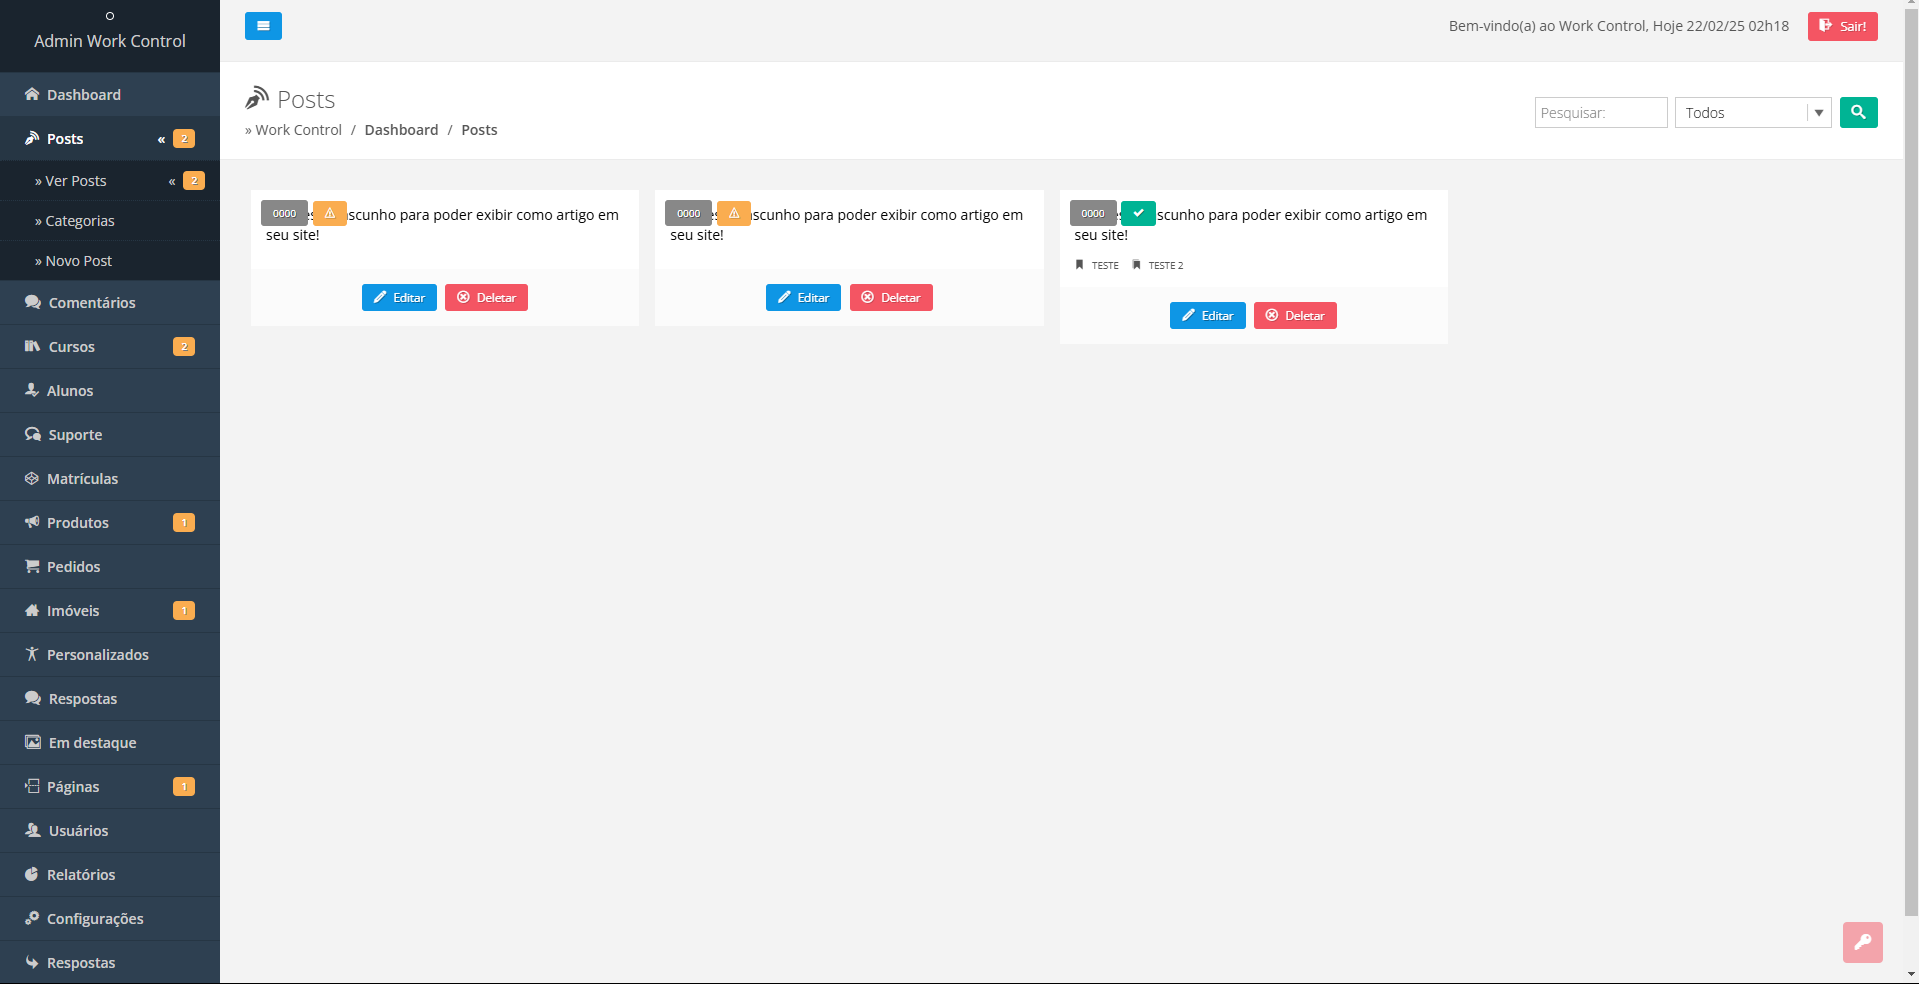 Admin Work Control
Bem-vindo(a) ao Work Control, Hoje 22/02/25 02h18
Sair!
Dashboard
Posts « 2
» Ver Posts « 2
» Categorias
» Novo Post
Comentários
Cursos 2
Alunos
Suporte
Matrículas
Produtos 1
Pedidos
Imóveis 1
Personalizados
Respostas
Em destaque
Páginas 1
Usuários
Relatórios
Configurações
Respostas
Posts
» Work Control / Dashboard / Posts
Pesquisar:
Todos
0000
para poder exibir como artigo em
seu site!
Editar
Deletar
0000
para poder exibir como artigo em
seu site!
Editar
Deletar
0000
para poder exibir como artigo em
seu site!
TESTE TESTE 2
Editar
Deletar